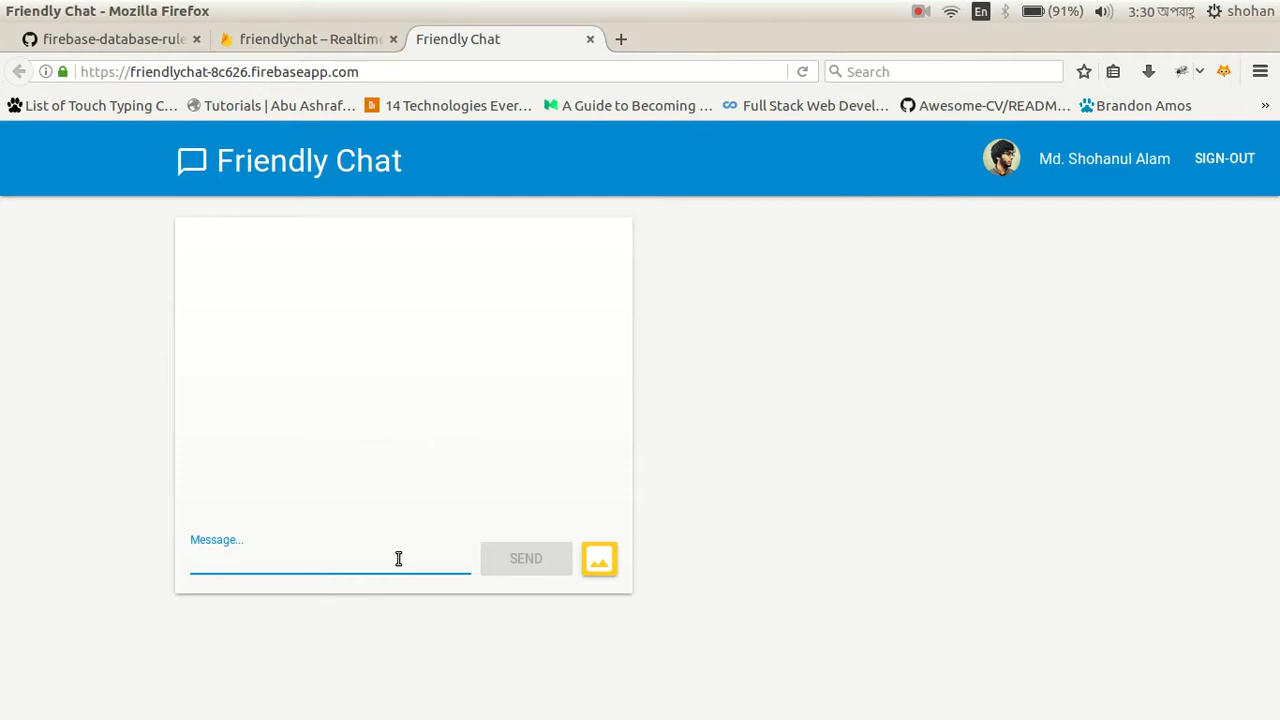 Friendly Chat - Mozilla Firefox
En (91%) 3:30 অপরাহ্ণ shohan
firebase-database-rule friendlychat – Realtim Friendly Chat
https://friendlychat-8c626.firebaseapp.com Search
List of Touch Typing C... Tutorials | Abu Ashraf... 14 Technologies Ever... A Guide to Becoming ... Full Stack Web Devel... Awesome-CV/READM... Brandon Amos
Friendly Chat Md. Shohanul Alam SIGN-OUT
Message...
SEND